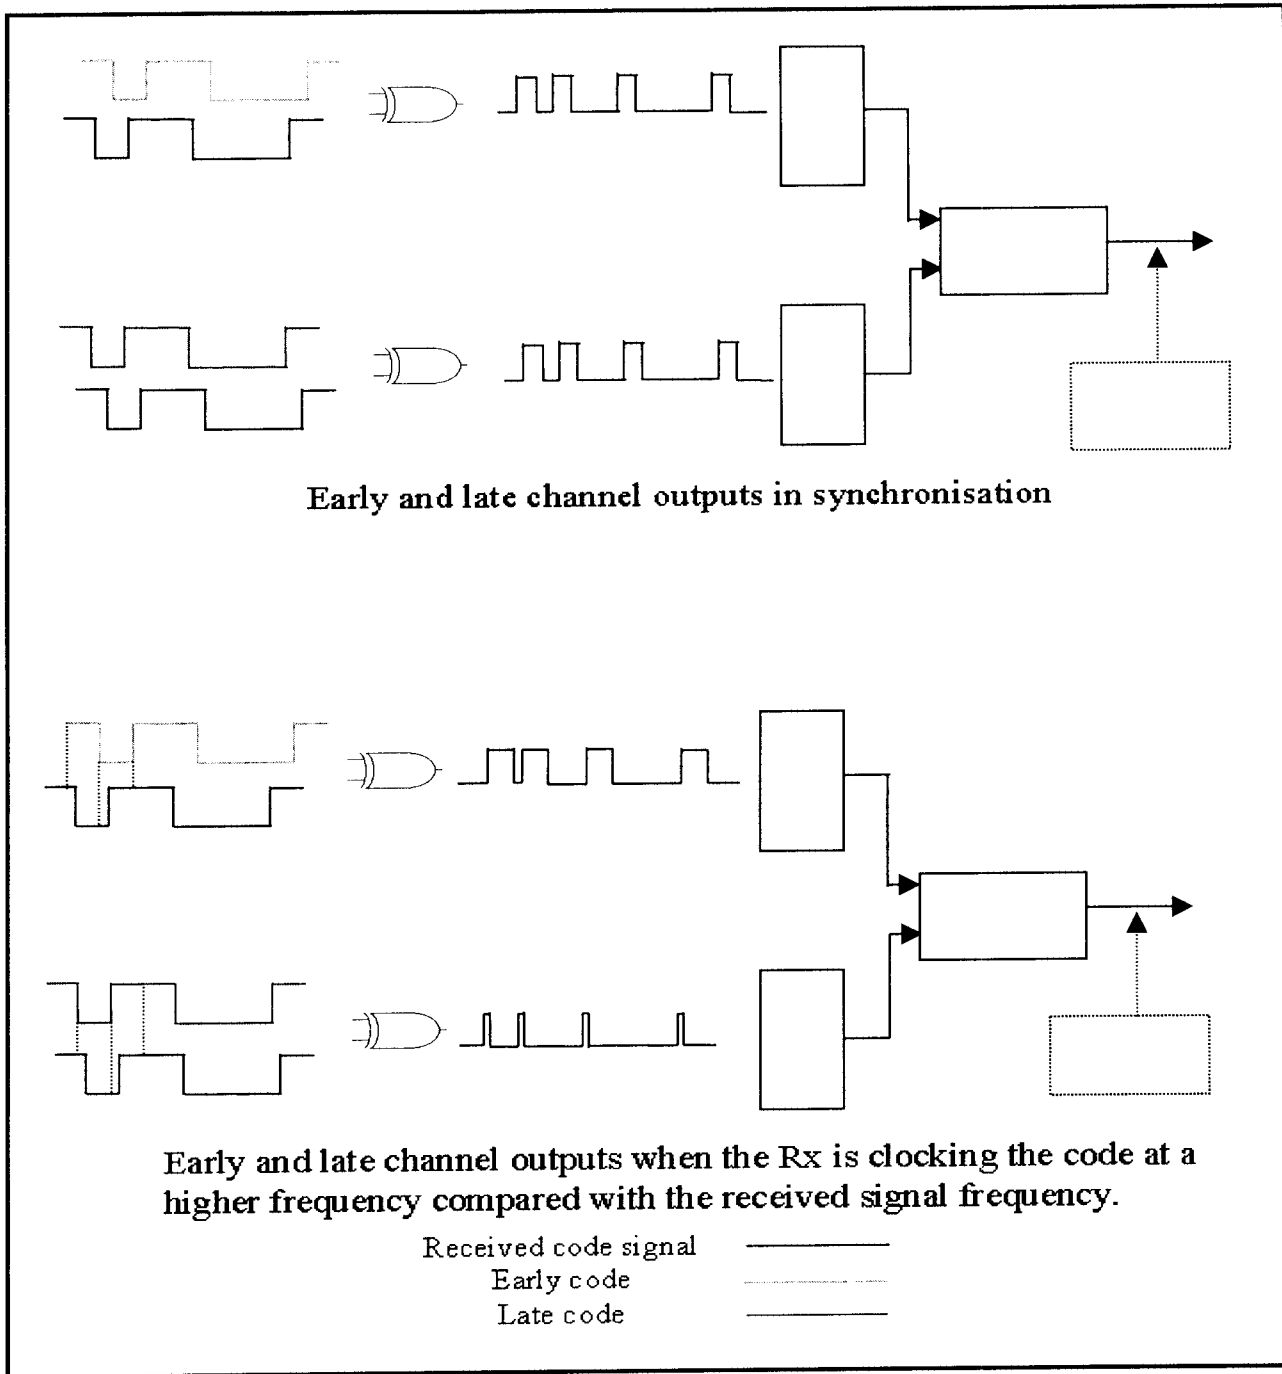 Early and late channel outputs in synchronisation
Early and late channel outputs when the Rx is clocking the code at a
higher frequency compared with the received signal frequency.
Received code signal
Early code
Late code